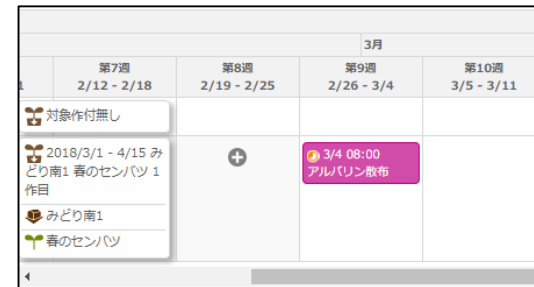 3月
1
第7週
2/12 - 2/18
第8週
2/19 - 2/25
第9週
2/26 - 3/4
第10週
3/5 - 3/11
対象作付無し
2018/3/1 - 4/15 み
どり南1 春のセンバツ 1
作目
みどり南1
春のセンバツ
3/4 08:00
アルバリン散布